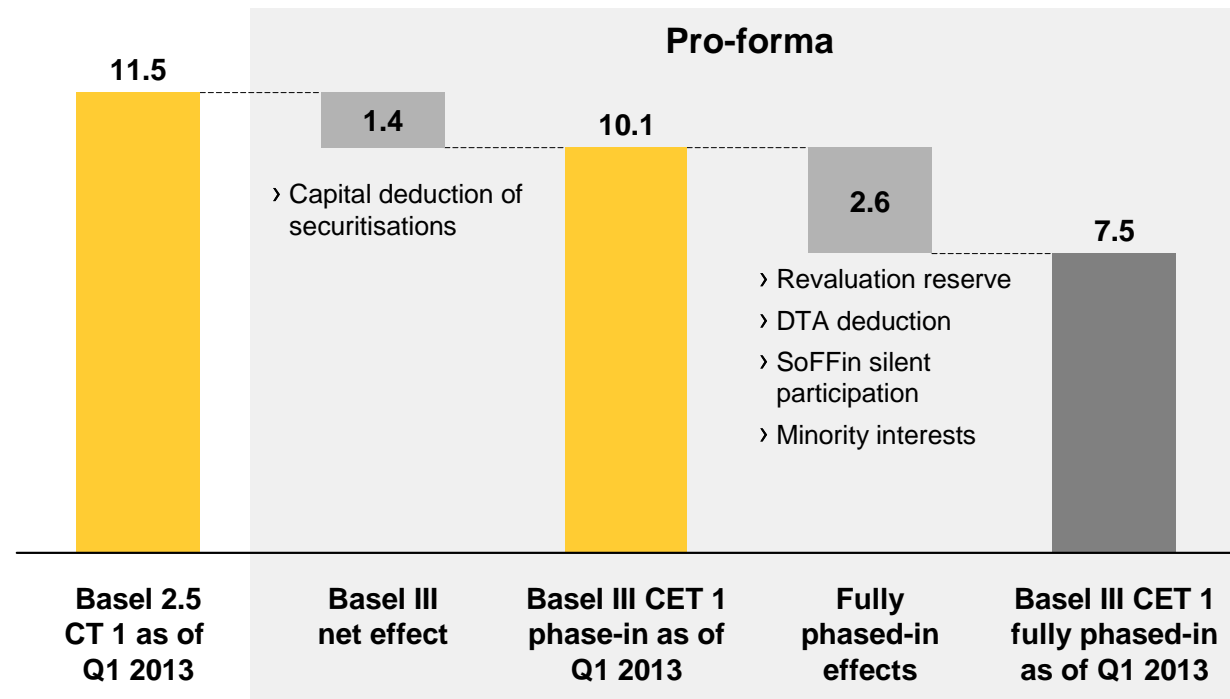 Pro-forma
11.5
1.4
10.1
2.6
7.5
› Capital deduction of
securitisations
› Revaluation reserve
› DTA deduction
› SoFFin silent
participation
› Minority interests
Basel 2.5
CT 1 as of
Q1 2013
Basel III
net effect
Basel III CET 1
phase-in as of
Q1 2013
Fully
phased-in
effects
Basel III CET 1
fully phased-in
as of Q1 2013